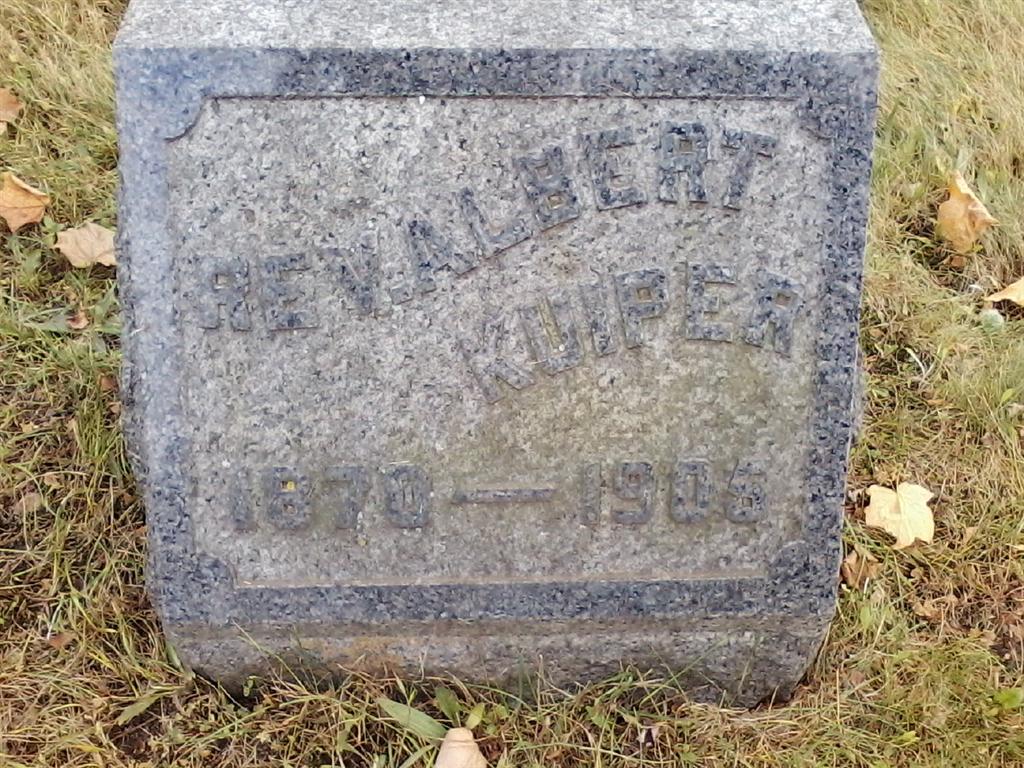 REV. ALBERT
KUIPER
1870 — 1905